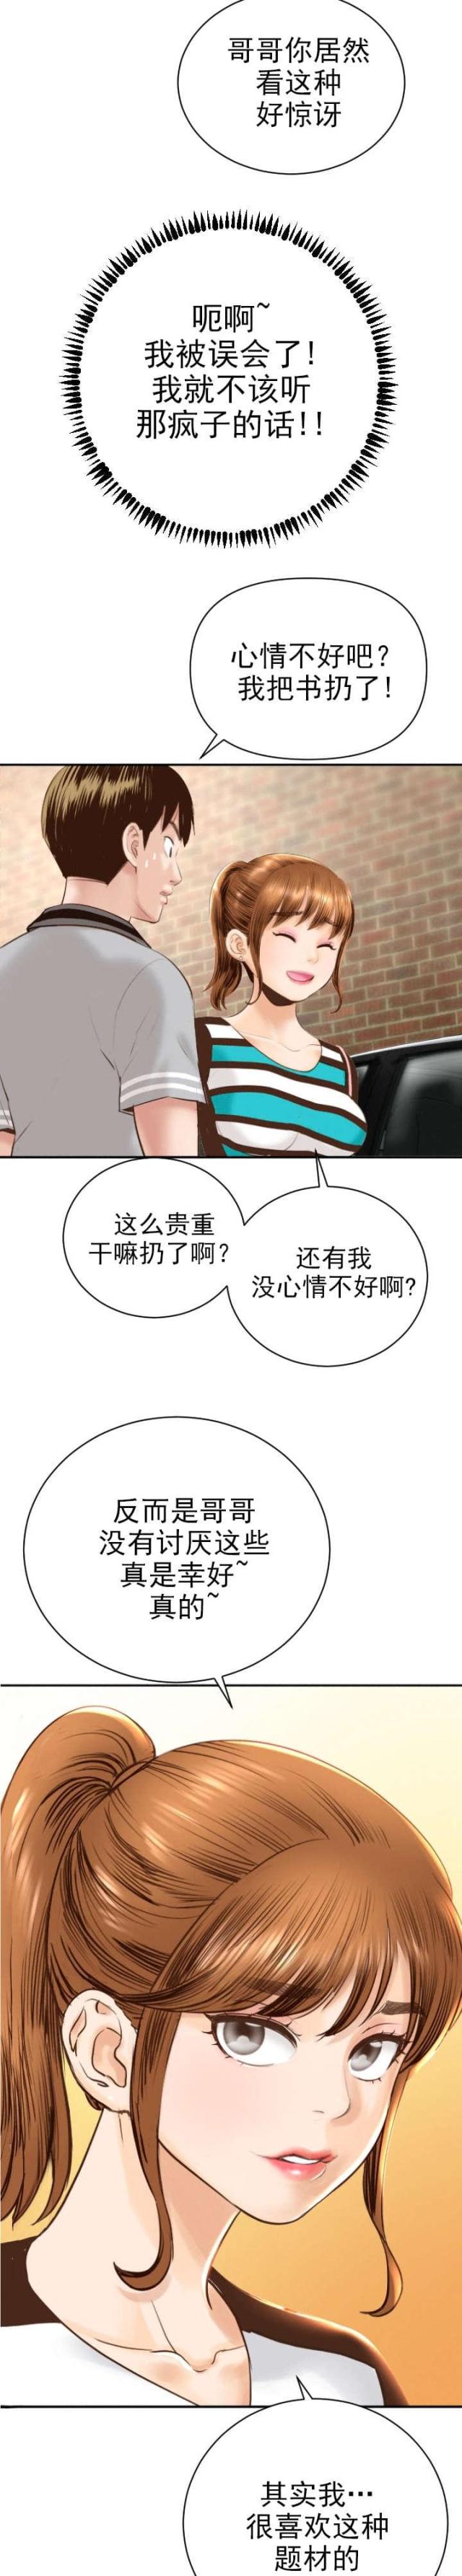 哥哥你居然
看这种
好惊讶
呃啊~
我被误会了!
我就不该听
那疯子的话!!
心情不好吧?
我把书扔了!
这么贵重
干嘛扔了啊?
还有我
没心情不好啊?
反而是哥哥
没有讨厌这些
真是幸好~
真的~
其实我…
很喜欢这种
题材的